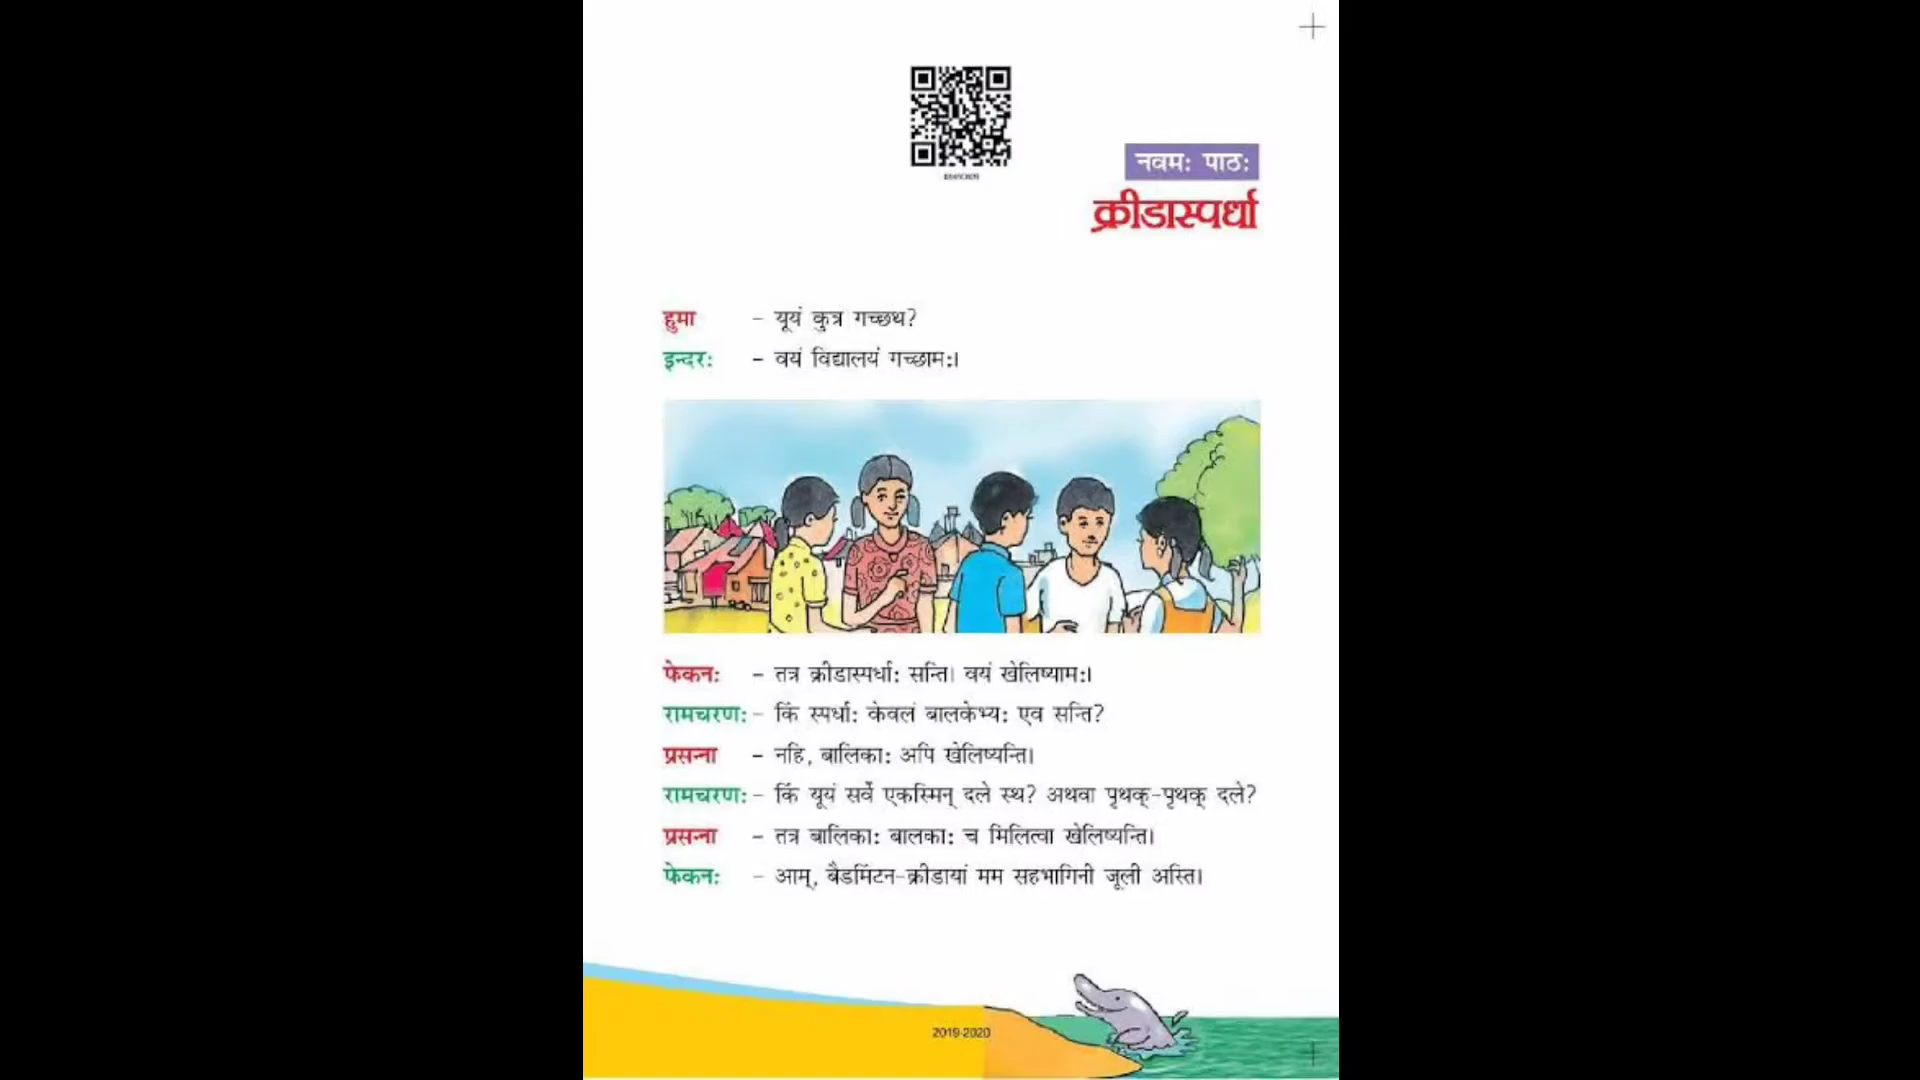 नवमः पाठः
क्रीडास्पर्धा
हुमा – यूयं कुत्र गच्छथ?
इन्दरः – वयं विद्यालयं गच्छामः।
फेकनः – तत्र क्रीडास्पर्धाः सन्ति। वयं खेलिष्यामः।
रामचरणः – किं स्पर्धाः केवलं बालकेभ्यः एव सन्ति?
प्रसन्ना – नहि, बालिकाः अपि खेलिष्यन्ति।
रामचरणः – किं यूयं सर्वे एकस्मिन् दले स्थ? अथवा पृथक्-पृथक् दले?
प्रसन्ना – तत्र बालिकाः बालकाः च मिलित्वा खेलिष्यन्ति।
फेकनः – आम्, बैडमिंटन-क्रीडायां मम सहभागिनी जूली अस्ति।
2019-2020